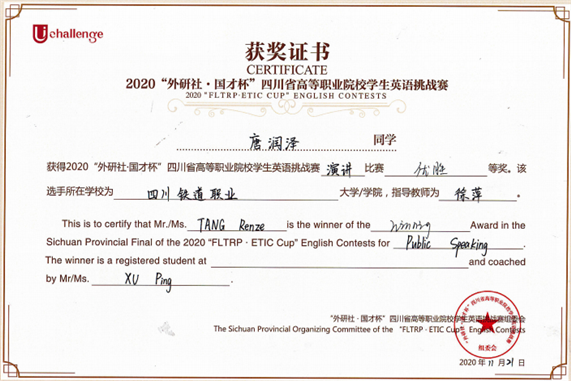 Uchallenge
获奖证书
CERTIFICATE
2020“外研社·国才杯”四川省高等职业院校学生英语挑战赛
2020 “FLTRP·ETIC CUP” ENGLISH CONTESTS
唐润泽 同学
获得2020“外研社·国才杯”四川省高等职业院校学生英语挑战赛 演讲 比赛 优胜 等奖。该
选手所在学校为 四川铁道职业 大学/学院，指导教师为 徐萍 。
This is to certify that Mr./Ms. TANG Renze is the winner of the Winning Award in the
Sichuan Provincial Final of the 2020 “FLTRP · ETIC Cup” English Contests for Public Speaking .
The winner is a registered student at and coached
by Mr./Ms. XU Ping .
“外研社·国才杯”四川省高等职业院校学生英语挑战赛组委会
The Sichuan Provincial Organizing Committee of the “FLTRP · ETIC Cup” English Contests
组委会
2020 年 11 月 21 日